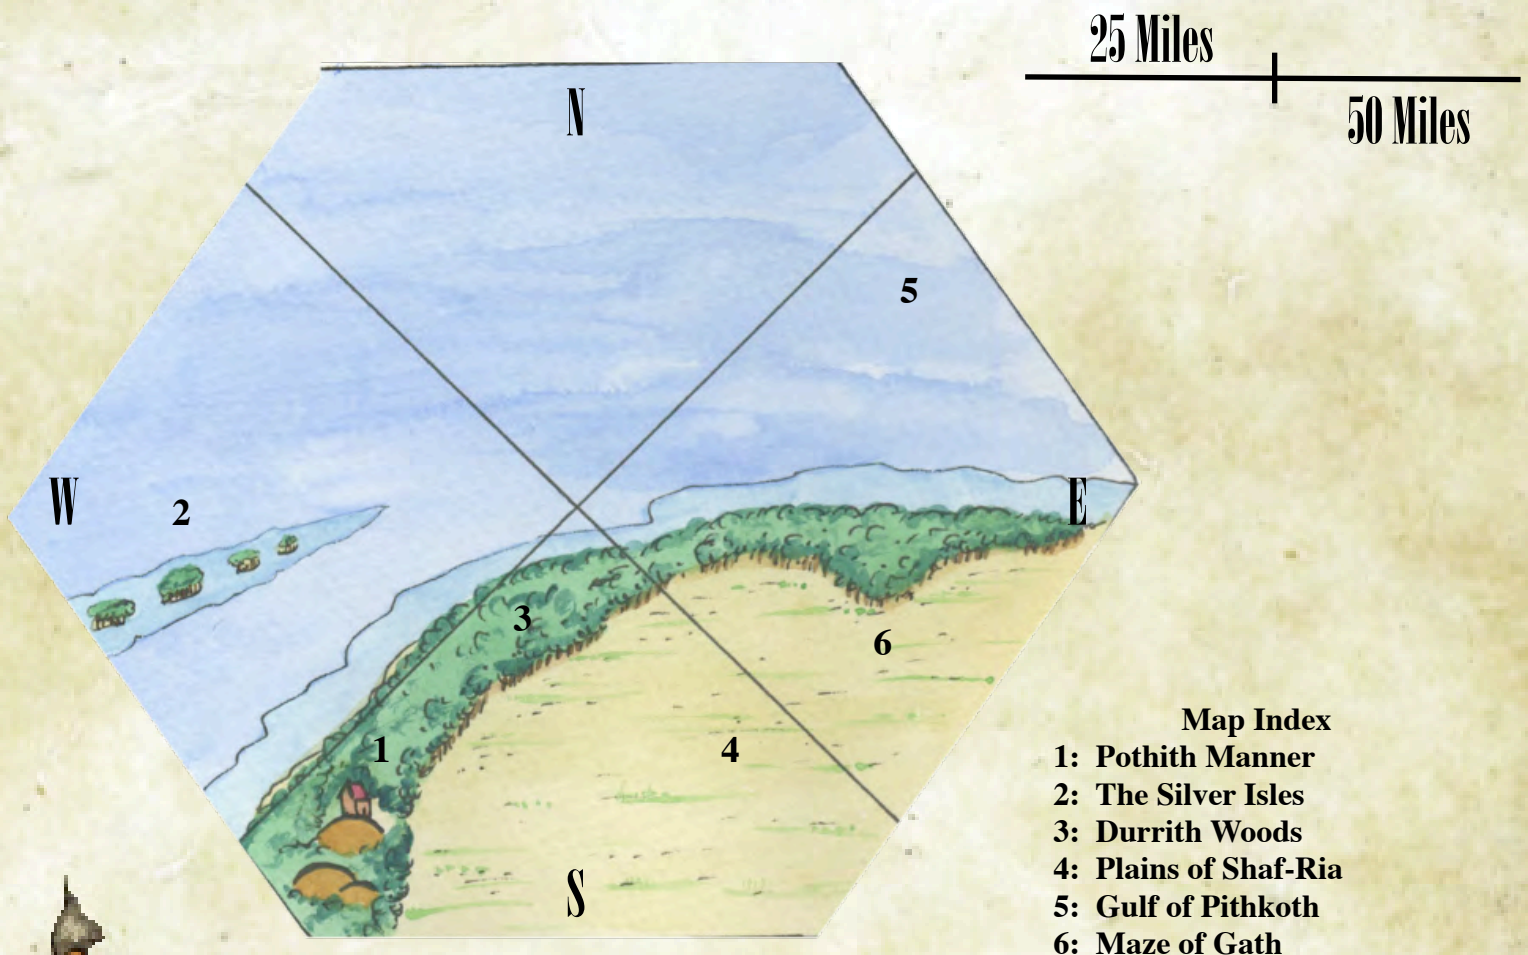 25 Miles
50 Miles
N
5
W
2
E
3
6
1
4
S
Map Index
1: Pothith Manner
2: The Silver Isles
3: Durrith Woods
4: Plains of Shaf-Ria
5: Gulf of Pithkoth
6: Maze of Gath